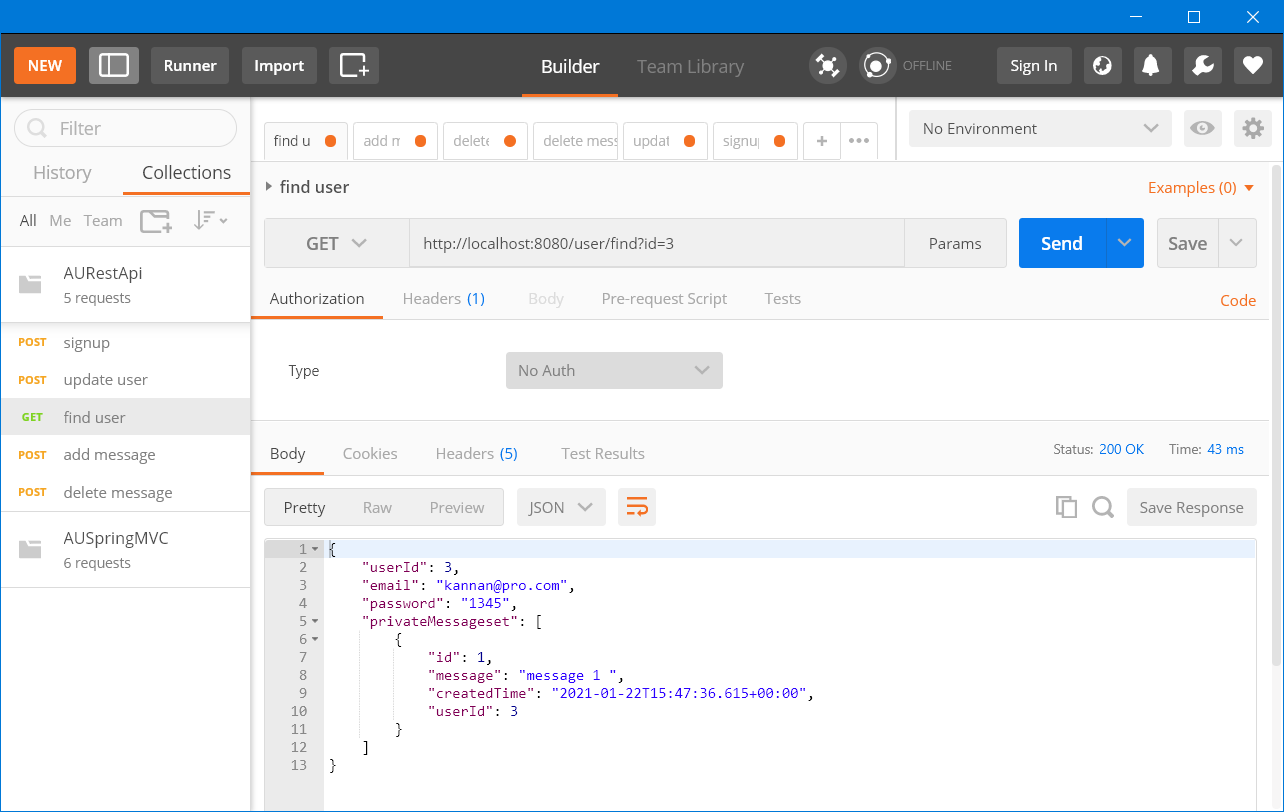 NEW Runner Import Builder Team Library OFFLINE Sign In
Filter
History Collections
All Me Team
AURestApi
5 requests
POST signup
POST update user
GET find user
POST add message
POST delete message
AUSpringMVC
6 requests
find u add m delete delete mess updat signu + •••
No Environment
find user
Examples (0)
GET http://localhost:8080/user/find?id=3 Params Send Save
Authorization Headers (1) Body Pre-request Script Tests Code
Type No Auth
Body Cookies Headers (5) Test Results Status: 200 OK Time: 43 ms
Pretty Raw Preview JSON Save Response
1 {
2 "userId": 3,
3 "email": "kannan@pro.com",
4 "password": "1345",
5 "privateMessageset": [
6 {
7 "id": 1,
8 "message": "message 1 ",
9 "createdTime": "2021-01-22T15:47:36.615+00:00",
10 "userId": 3
11 }
12 ]
13 }